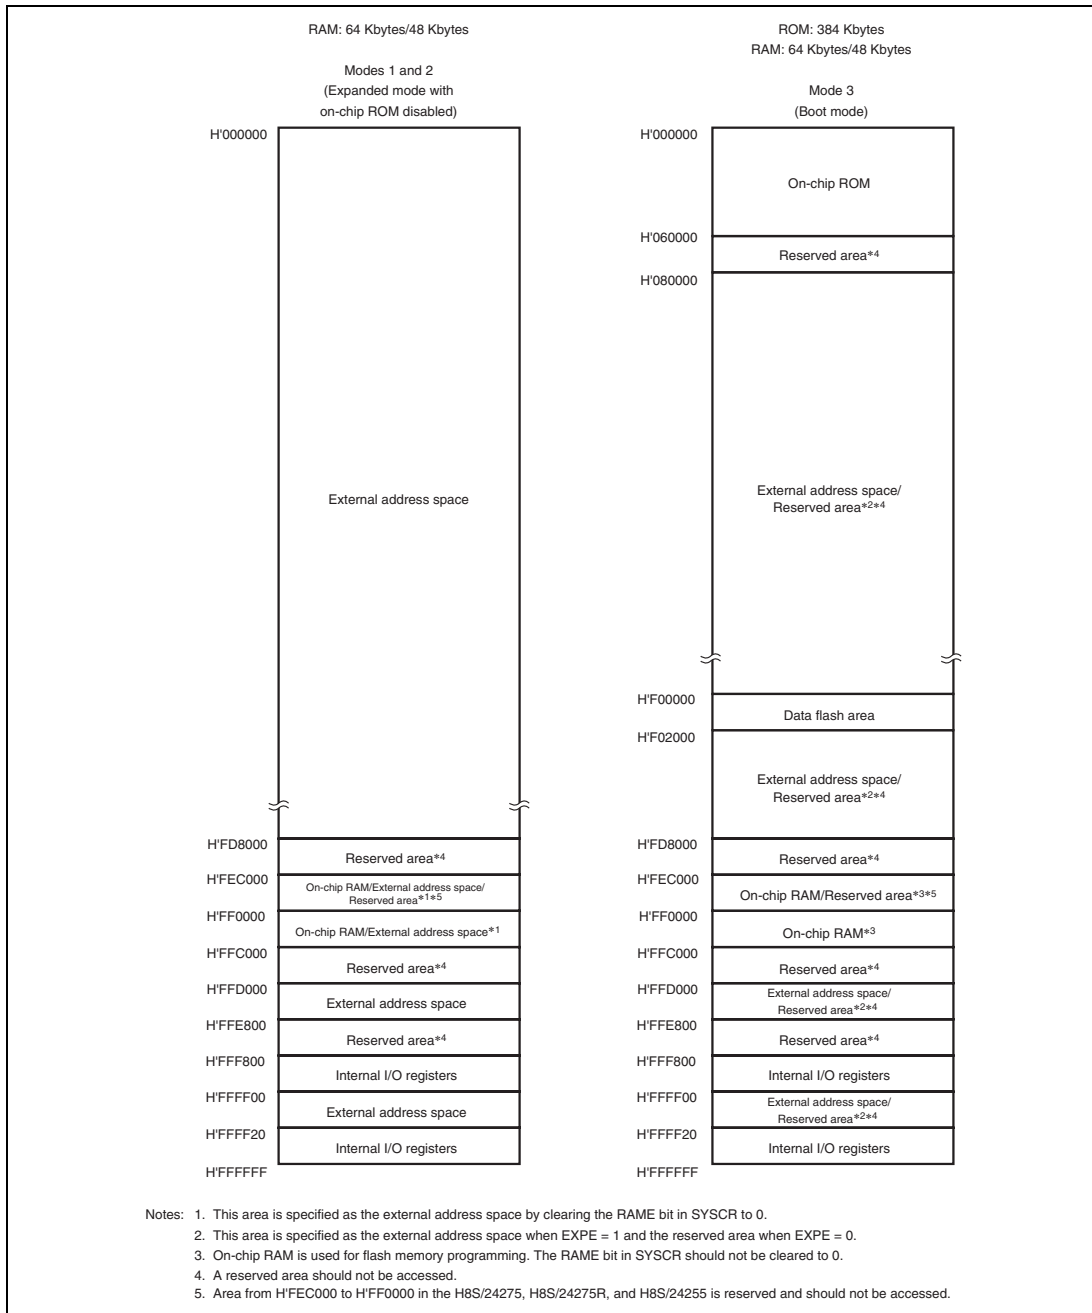 RAM: 64 Kbytes/48 Kbytes
Modes 1 and 2
(Expanded mode with
on-chip ROM disabled)
H'000000
External address space
H'FD8000
Reserved area*4
H'FEC000
On-chip RAM/External address space/
Reserved area*1*5
H'FF0000
On-chip RAM/External address space*1
H'FFC000
Reserved area*4
H'FFD000
External address space
H'FFE800
Reserved area*4
H'FFF800
Internal I/O registers
H'FFFF00
External address space
H'FFFF20
Internal I/O registers
H'FFFFFF
ROM: 384 Kbytes
RAM: 64 Kbytes/48 Kbytes
Mode 3
(Boot mode)
H'000000
On-chip ROM
H'060000
Reserved area*4
H'080000
External address space/
Reserved area*2*4
H'F00000
Data flash area
H'F02000
External address space/
Reserved area*2*4
H'FD8000
Reserved area*4
H'FEC000
On-chip RAM/Reserved area*3*5
H'FF0000
On-chip RAM*3
H'FFC000
Reserved area*4
H'FFD000
External address space/
Reserved area*2*4
H'FFE800
Reserved area*4
H'FFF800
Internal I/O registers
H'FFFF00
External address space/
Reserved area*2*4
H'FFFF20
Internal I/O registers
H'FFFFFF
Notes: 1. This area is specified as the external address space by clearing the RAME bit in SYSCR to 0.
2. This area is specified as the external address space when EXPE = 1 and the reserved area when EXPE = 0.
3. On-chip RAM is used for flash memory programming. The RAME bit in SYSCR should not be cleared to 0.
4. A reserved area should not be accessed.
5. Area from H'FEC000 to H'FF0000 in the H8S/24275, H8S/24275R, and H8S/24255 is reserved and should not be accessed.